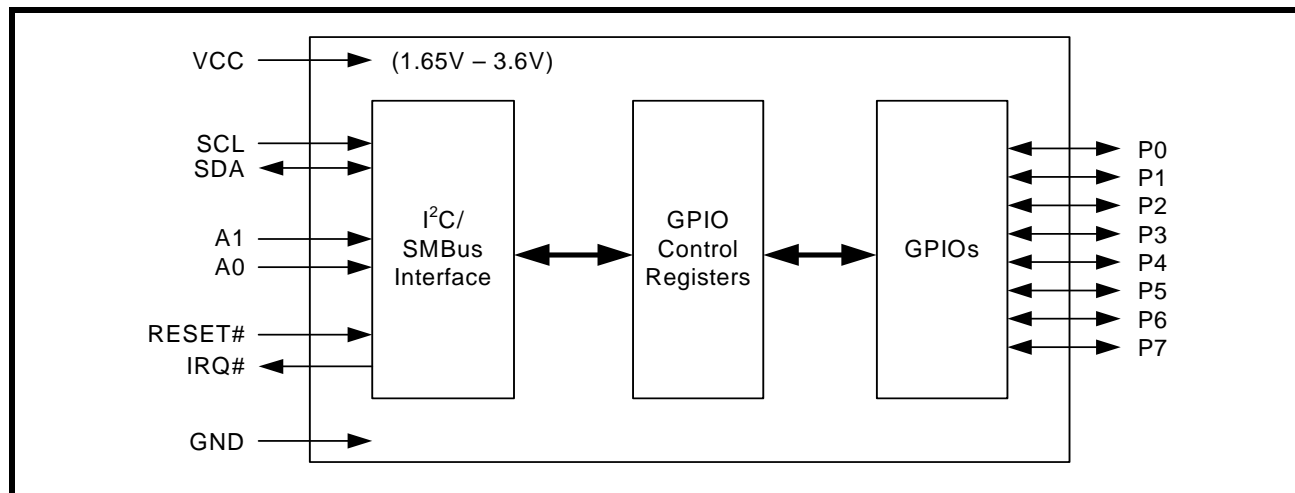 VCC
(1.65V – 3.6V)
SCL
SDA
A1
A0
RESET#
IRQ#
GND
I²C/
SMBus
Interface
GPIO
Control
Registers
GPIOs
P0
P1
P2
P3
P4
P5
P6
P7